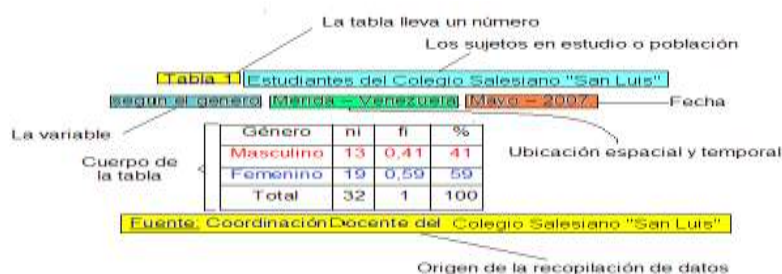 La tabla lleva un número
Los sujetos en estudio o población
Tabla 1 Estudiantes del Colegio Salesiano "San Luis"
según el genero Mérida – Venezuela Mayo – 2007
Fecha
La variable
Ubicación espacial y temporal
Cuerpo de la tabla
Género ni fi %
Masculino 13 0,41 41
Femenino 19 0,59 59
Total 32 1 100
Fuente: Coordinación Docente del Colegio Salesiano "San Luis"
Origen de la recopilación de datos